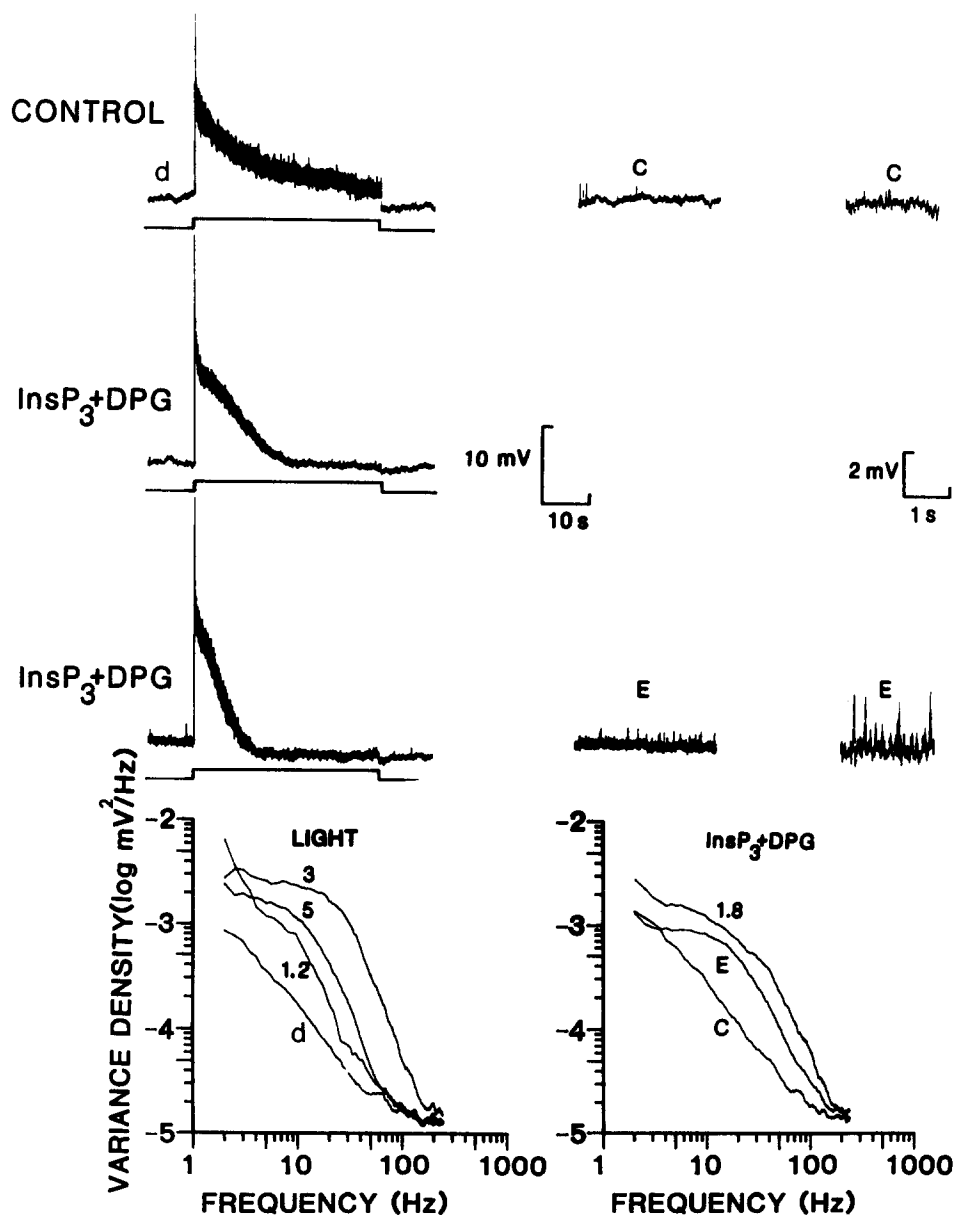 CONTROL
d
C
C
InsP3+DPG
10 mV
10 s
2 mV
1 s
InsP3+DPG
E
E
VARIANCE DENSITY(log mV²/Hz)
-2
-3
-4
-5
LIGHT
3
5
1.2
d
1
10
100
1000
FREQUENCY (Hz)
-2
-3
-4
-5
InsP3+DPG
1.8
E
C
1
10
100
1000
FREQUENCY (Hz)